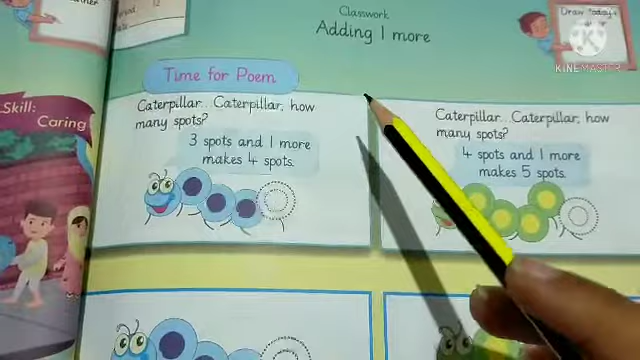 Classwork
Adding 1 more
Draw today's
KINEMASTER
Time for Poem
Skill:
Caring
Caterpillar...Caterpillar, how
many spots?
3 spots and 1 more
makes 4 spots.
Caterpillar...Caterpillar, how
many spots?
4 spots and 1 more
makes 5 spots.